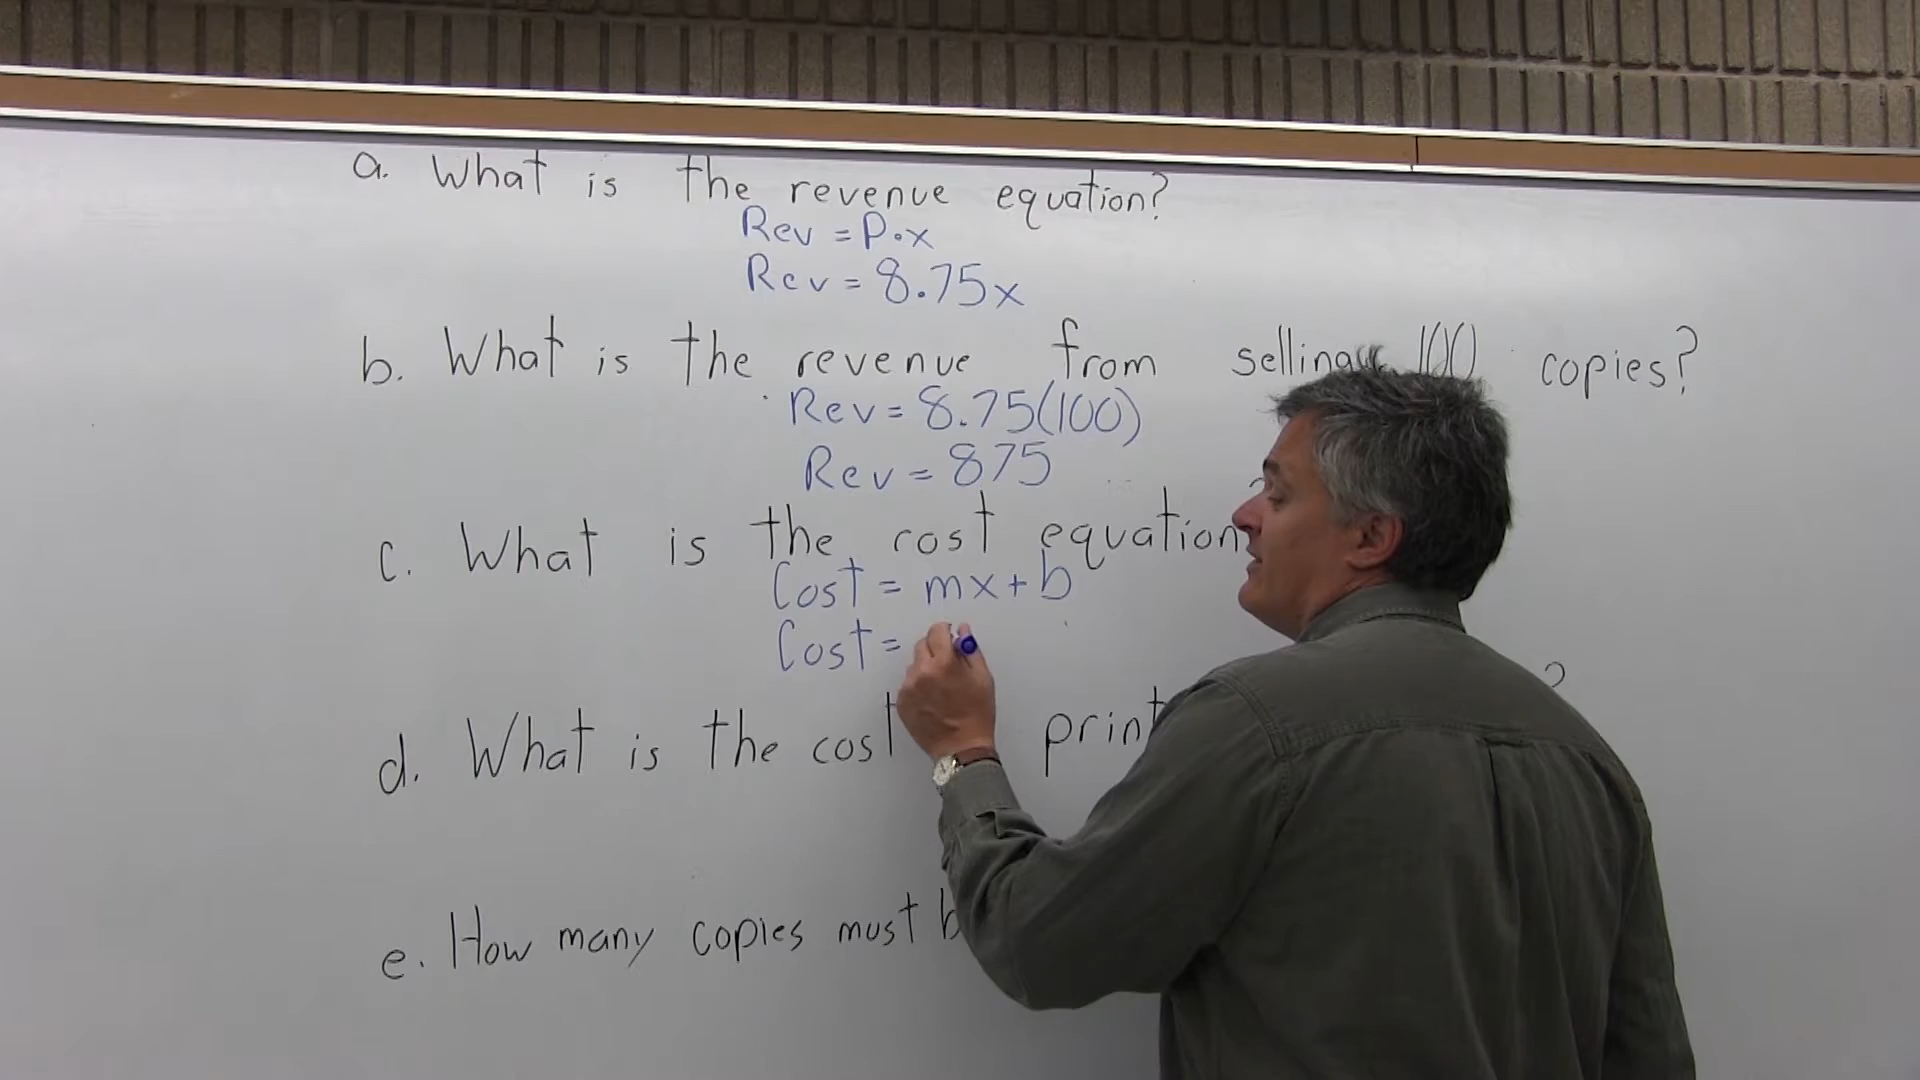 a. What is the revenue equation?
Rev = P•x
Rev = 8.75x
b. What is the revenue from selling 100 copies?
Rev = 8.75(100)
Rev = 875
c. What is the cost equation?
Cost = mx + b
Cost =
d. What is the cost print ?
e. How many copies must